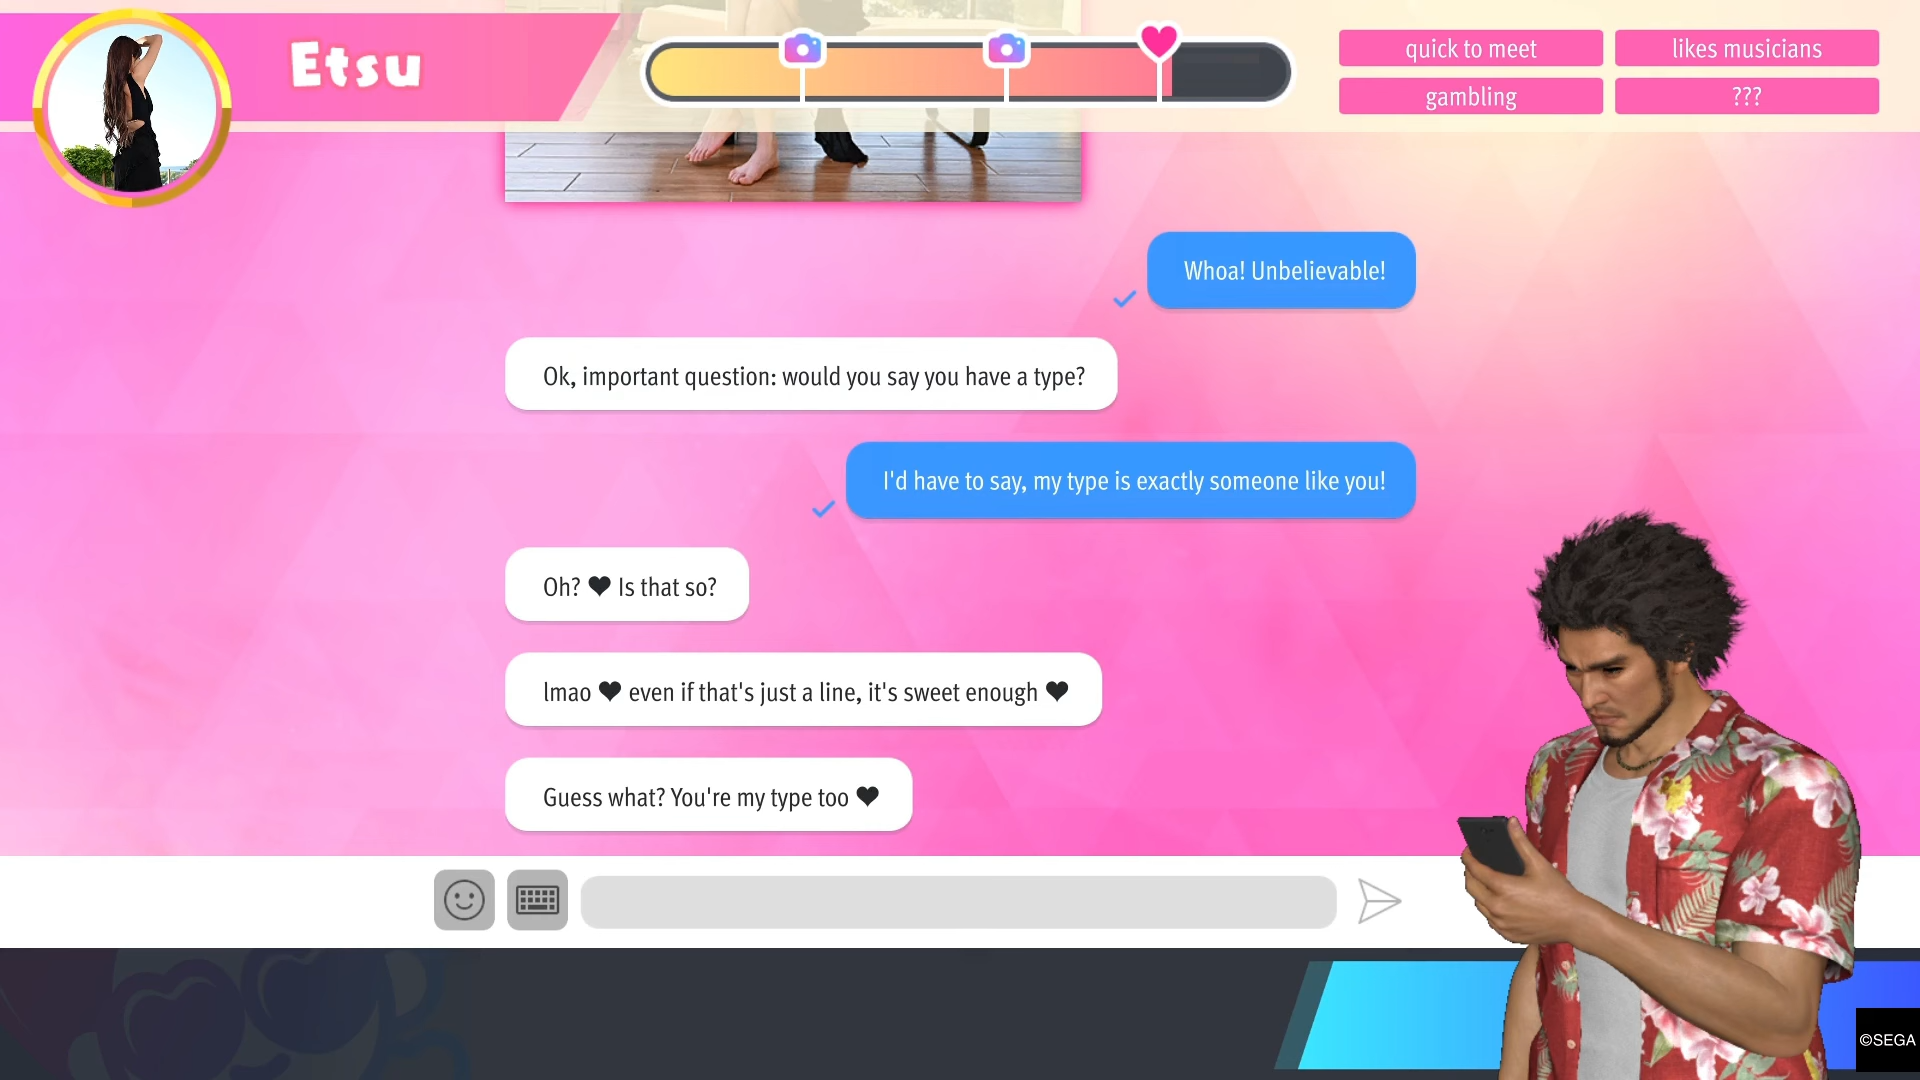 Etsu
quick to meet
likes musicians
gambling
???
Whoa! Unbelievable!
Ok, important question: would you say you have a type?
I'd have to say, my type is exactly someone like you!
Oh? ♥ Is that so?
lmao ♥ even if that's just a line, it's sweet enough ♥
Guess what? You're my type too ♥
©SEGA